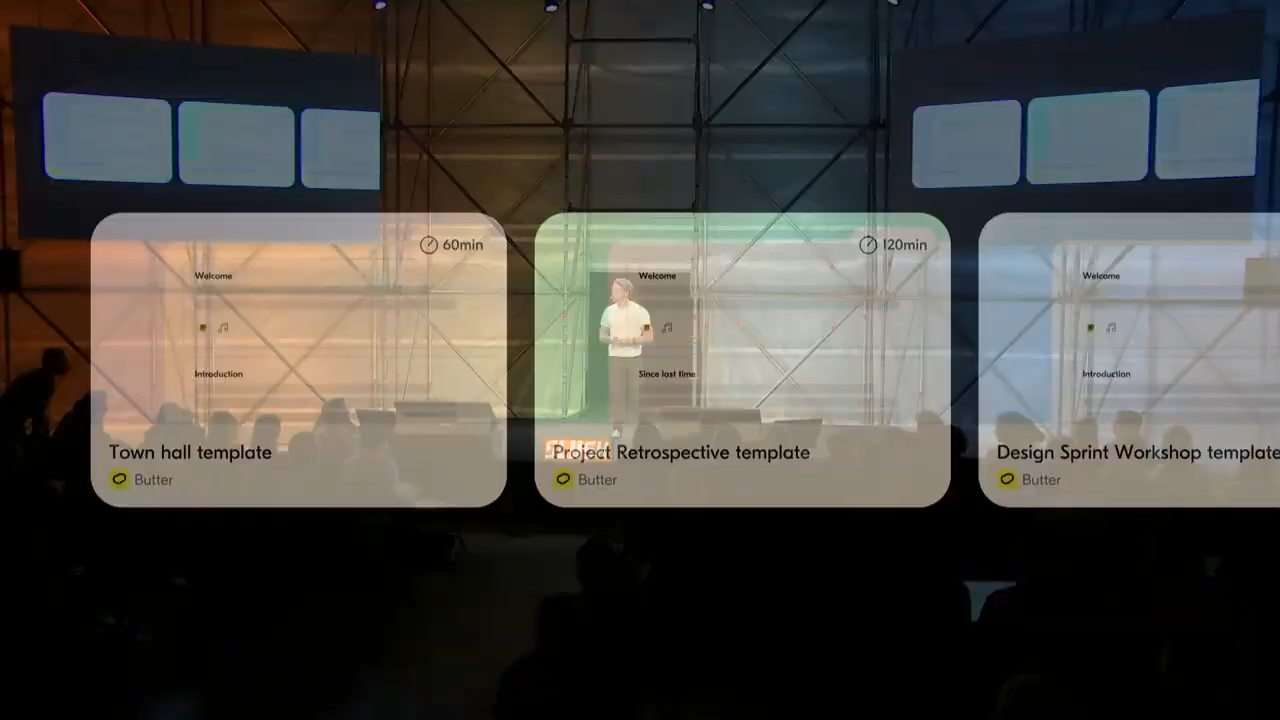 60min
Welcome
Introduction
Town hall template
Butter
120min
Welcome
Since last time
SLUSH
Project Retrospective template
Butter
Welcome
Introduction
Design Sprint Workshop template
Butter